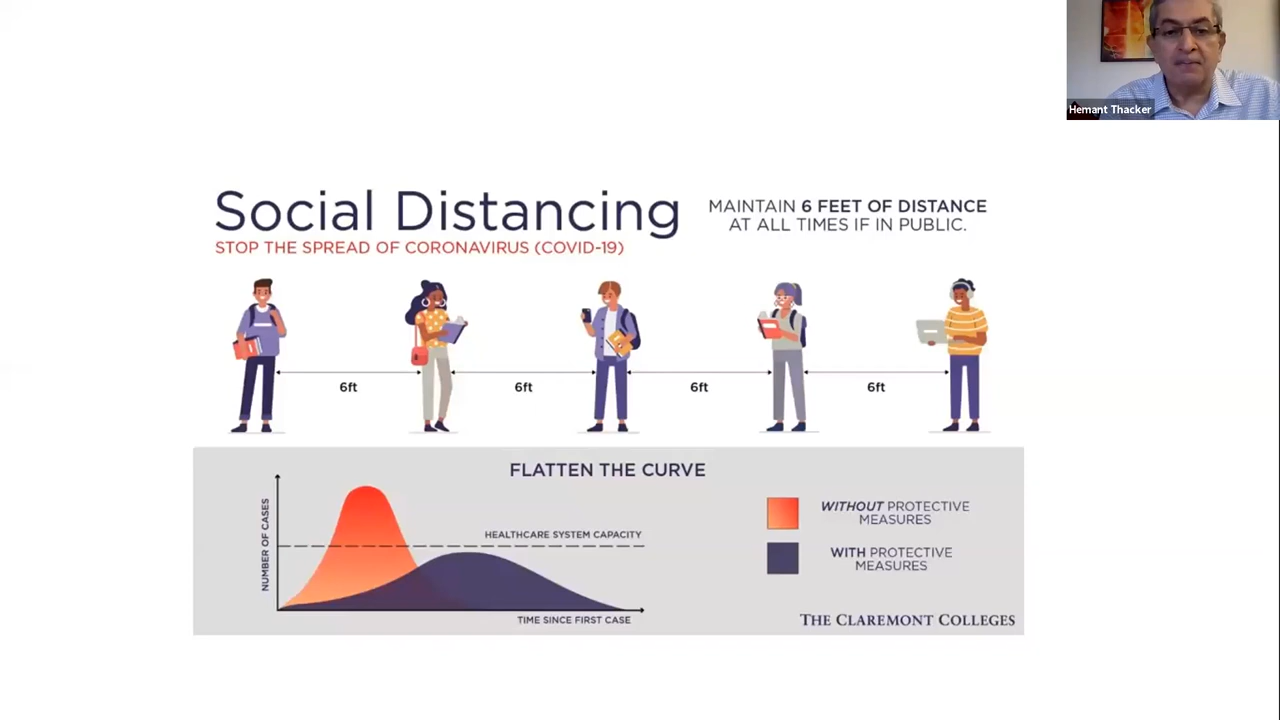 Hemant Thacker
Social Distancing
STOP THE SPREAD OF CORONAVIRUS (COVID-19)
MAINTAIN 6 FEET OF DISTANCE
AT ALL TIMES IF IN PUBLIC.
6ft
6ft
6ft
6ft
FLATTEN THE CURVE
NUMBER OF CASES
HEALTHCARE SYSTEM CAPACITY
TIME SINCE FIRST CASE
WITHOUT PROTECTIVE
MEASURES
WITH PROTECTIVE
MEASURES
THE CLAREMONT COLLEGES